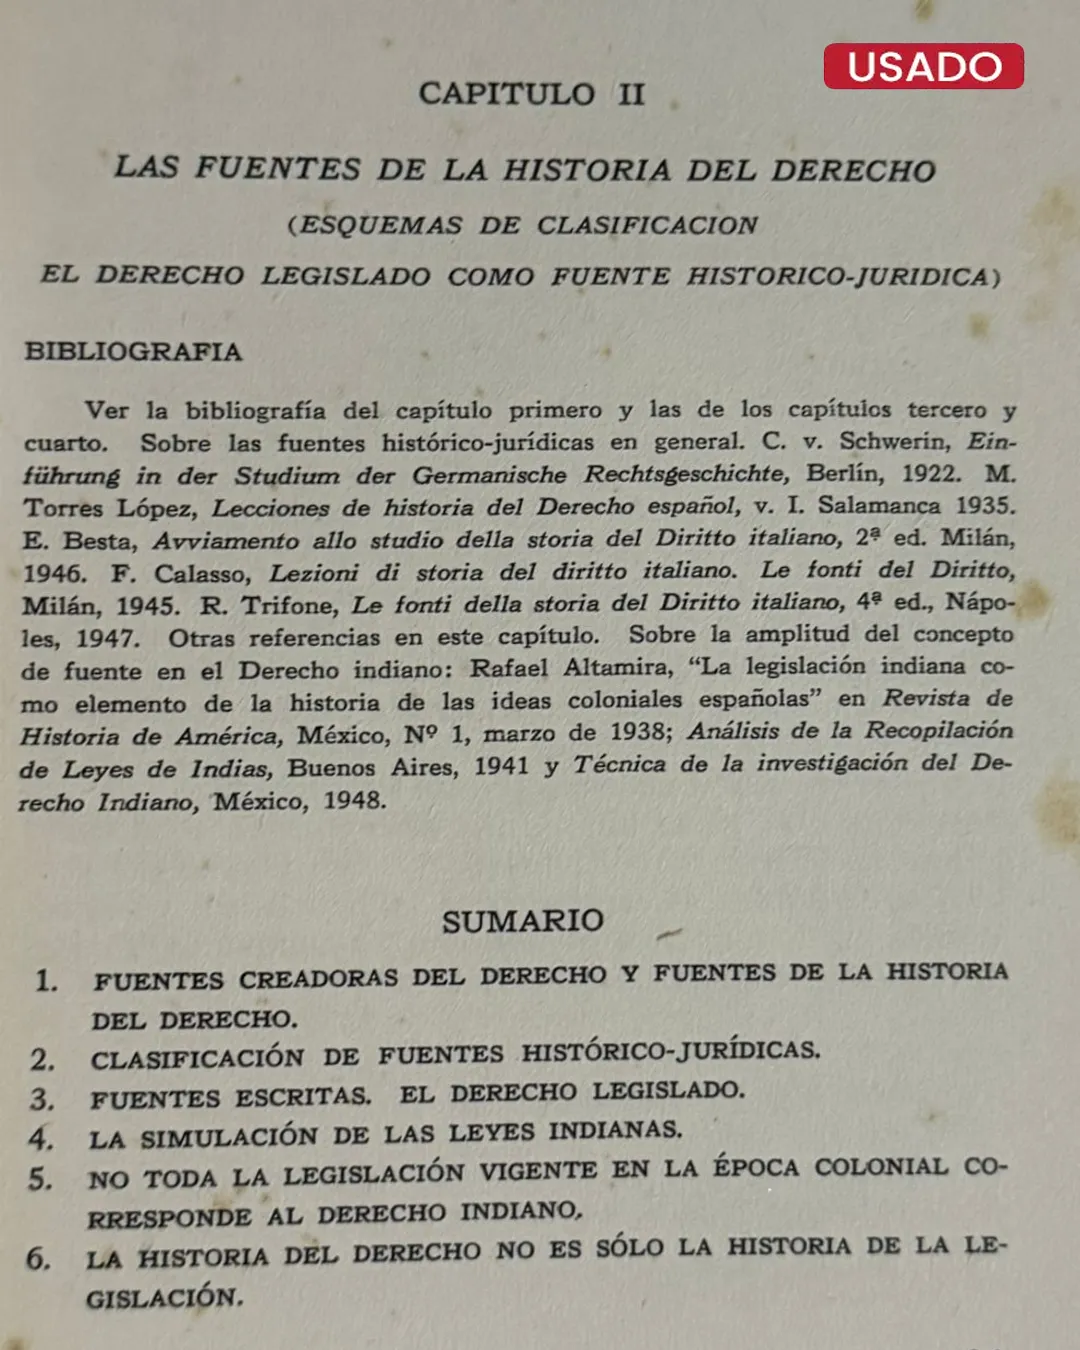 USADO
CAPITULO II
LAS FUENTES DE LA HISTORIA DEL DERECHO
(ESQUEMAS DE CLASIFICACION
EL DERECHO LEGISLADO COMO FUENTE HISTORICO-JURIDICA)
BIBLIOGRAFIA
Ver la bibliografía del capítulo primero y las de los capítulos tercero y
cuarto. Sobre las fuentes histórico-jurídicas en general. C. v. Schwerin, Ein-
führung in der Studium der Germanische Rechtsgeschichte, Berlín, 1922. M.
Torres López, Lecciones de historia del Derecho español, v. I. Salamanca 1935.
E. Besta, Avviamento allo studio della storia del Diritto italiano, 2ª ed. Milán,
1946. F. Calasso, Lezioni di storia del diritto italiano. Le fonti del Diritto,
Milán, 1945. R. Trifone, Le fonti della storia del Diritto italiano, 4ª ed., Nápo-
les, 1947. Otras referencias en este capítulo. Sobre la amplitud del concepto
de fuente en el Derecho indiano: Rafael Altamira, “La legislación indiana co-
mo elemento de la historia de las ideas coloniales españolas” en Revista de
Historia de América, México, Nº 1, marzo de 1938; Análisis de la Recopilación
de Leyes de Indias, Buenos Aires, 1941 y Técnica de la investigación del De-
recho Indiano, México, 1948.
SUMARIO
1. FUENTES CREADORAS DEL DERECHO Y FUENTES DE LA HISTORIA
DEL DERECHO.
2. CLASIFICACIÓN DE FUENTES HISTÓRICO-JURÍDICAS.
3. FUENTES ESCRITAS. EL DERECHO LEGISLADO.
4. LA SIMULACIÓN DE LAS LEYES INDIANAS.
5. NO TODA LA LEGISLACIÓN VIGENTE EN LA ÉPOCA COLONIAL CO-
RRESPONDE AL DERECHO INDIANO.
6. LA HISTORIA DEL DERECHO NO ES SÓLO LA HISTORIA DE LA LE-
GISLACIÓN.